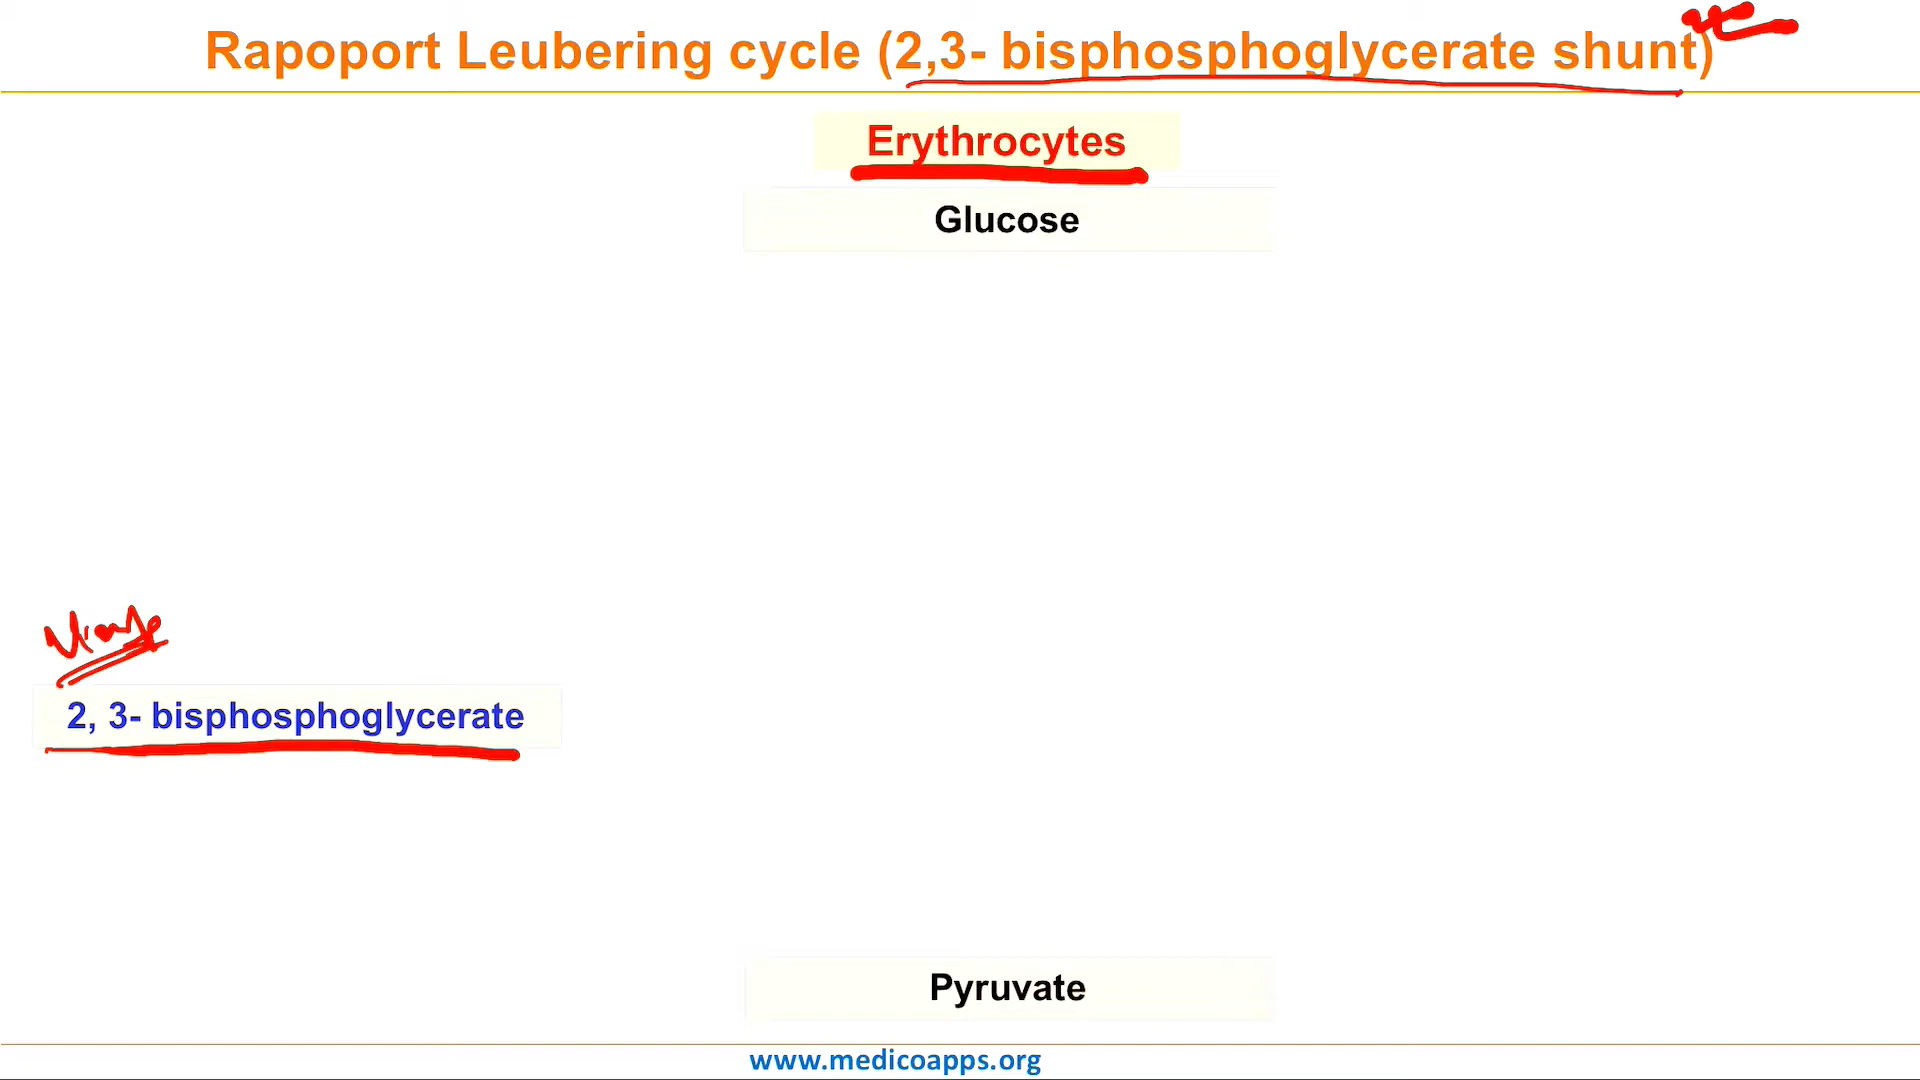 Rapoport Leubering cycle (2,3- bisphosphoglycerate shunt)
Erythrocytes
Glucose
2, 3- bisphosphoglycerate
Pyruvate
www.medicoapps.org